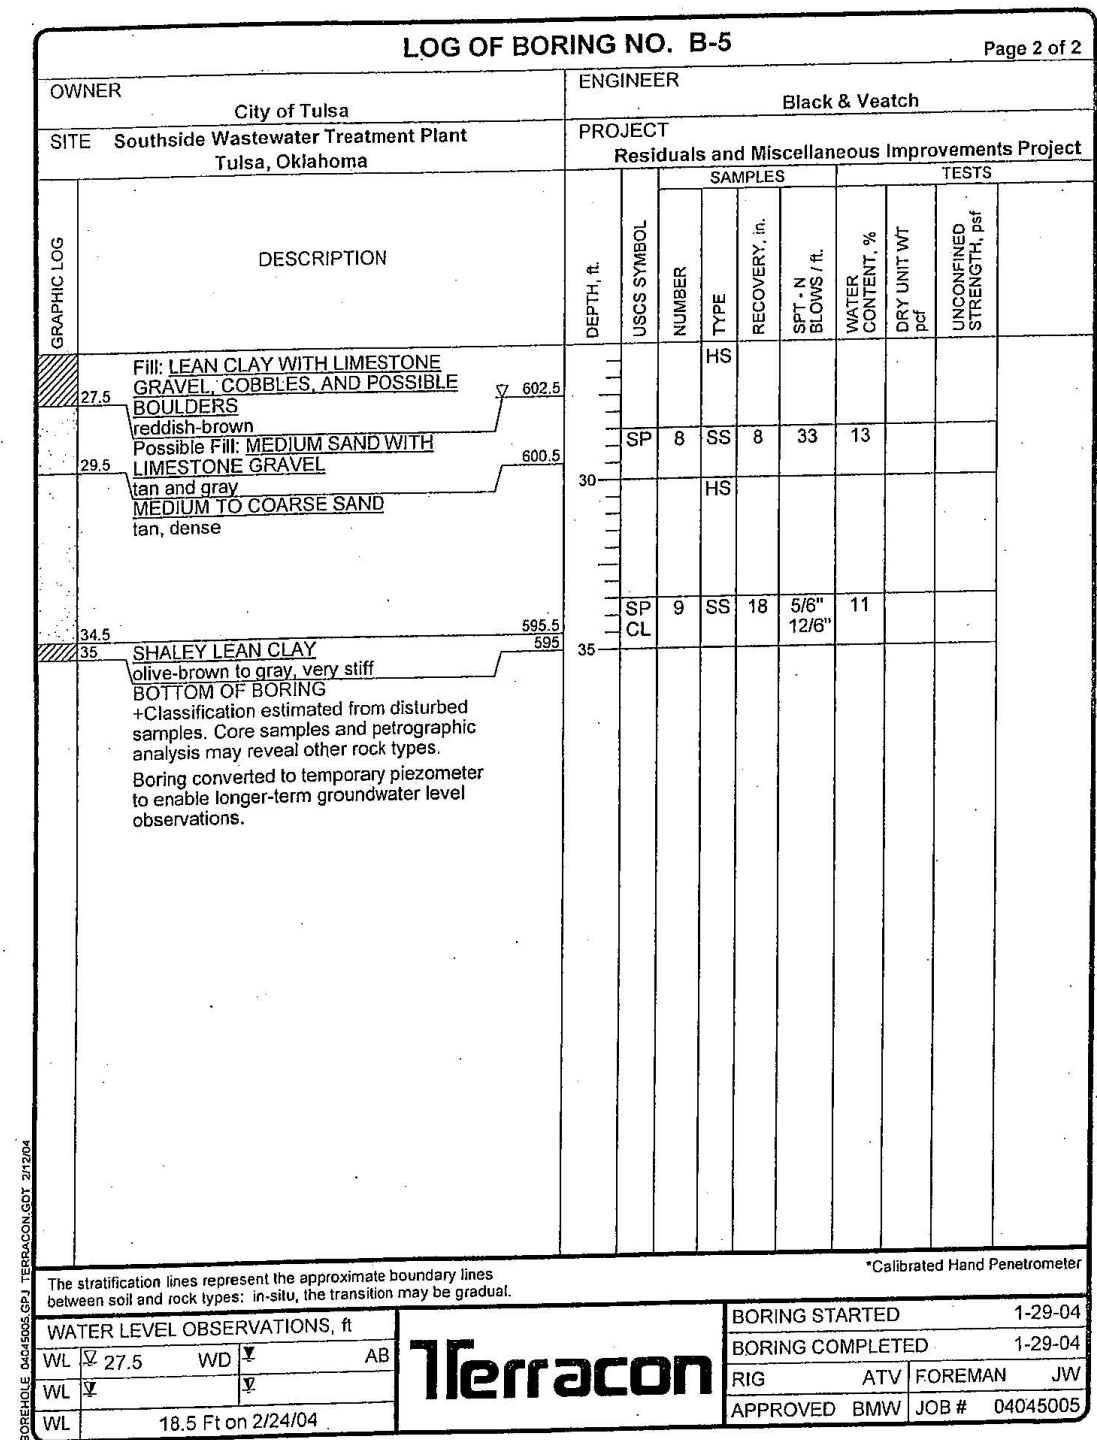 LOG OF BORING NO. B-5
Page 2 of 2
OWNER
City of Tulsa
ENGINEER
Black & Veatch
SITE Southside Wastewater Treatment Plant
Tulsa, Oklahoma
PROJECT
Residuals and Miscellaneous Improvements Project
GRAPHIC LOG
DESCRIPTION
DEPTH, ft.
USCS SYMBOL
SAMPLES
NUMBER
TYPE
RECOVERY, in.
SPT - N
BLOWS / ft.
TESTS
WATER
CONTENT, %
DRY UNIT WT
pcf
UNCONFINED
STRENGTH, psf
Fill: LEAN CLAY WITH LIMESTONE
GRAVEL, COBBLES, AND POSSIBLE
27.5 BOULDERS 602.5
reddish-brown
HS
Possible Fill: MEDIUM SAND WITH
29.5 LIMESTONE GRAVEL 600.5
tan and gray
SP 8 SS 8 33 13
30
HS
MEDIUM TO COARSE SAND
tan, dense
SP 9 SS 18 5/6" 11
CL 12/6"
34.5 595.5
35 SHALEY LEAN CLAY 595
35
olive-brown to gray, very stiff
BOTTOM OF BORING
+Classification estimated from disturbed
samples. Core samples and petrographic
analysis may reveal other rock types.
Boring converted to temporary piezometer
to enable longer-term groundwater level
observations.
BOREHOLE 04045005.GPJ TERRACON.GDT 2/12/04
The stratification lines represent the approximate boundary lines
between soil and rock types: in-situ, the transition may be gradual.
*Calibrated Hand Penetrometer
WATER LEVEL OBSERVATIONS, ft
WL 27.5 WD AB
WL
WL 18.5 Ft on 2/24/04
Terracon
BORING STARTED 1-29-04
BORING COMPLETED 1-29-04
RIG ATV FOREMAN JW
APPROVED BMW JOB # 04045005